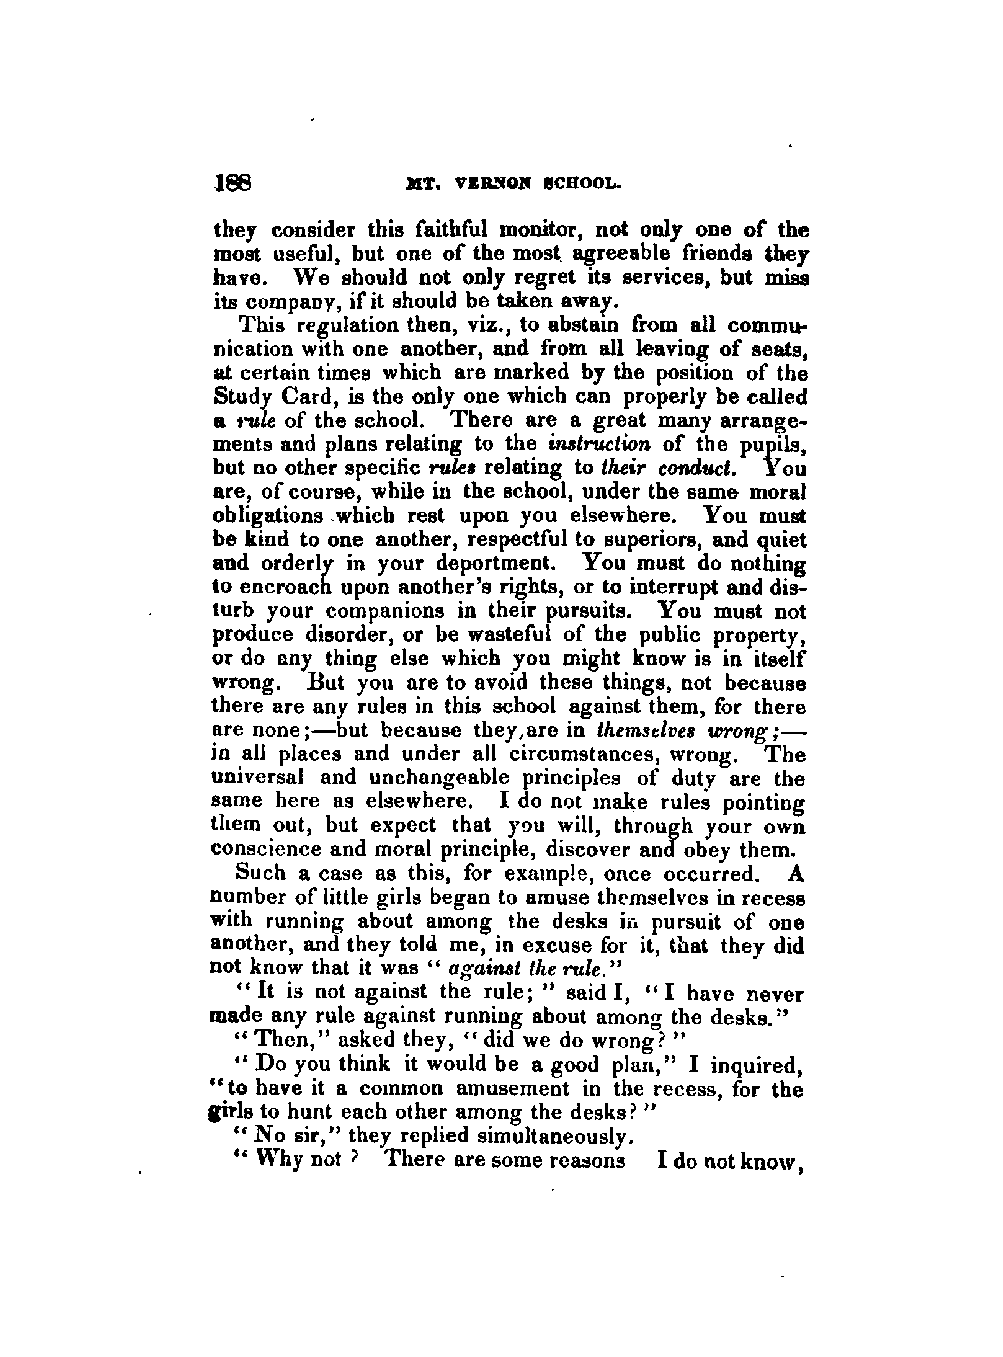 188 MT. VERNON SCHOOL.
they consider this faithful monitor, not only one of the
most useful, but one of the most agreeable friends they
have. We should not only regret its services, but miss
its company, if it should be taken away.
This regulation then, viz., to abstain from all commu-
nication with one another, and from all leaving of seats,
at certain times which are marked by the position of the
Study Card, is the only one which can properly be called
a rule of the school. There are a great many arrange-
ments and plans relating to the instruction of the pupils,
but no other specific rules relating to their conduct. You
are, of course, while in the school, under the same moral
obligations which rest upon you elsewhere. You must
be kind to one another, respectful to superiors, and quiet
and orderly in your deportment. You must do nothing
to encroach upon another's rights, or to interrupt and dis-
turb your companions in their pursuits. You must not
produce disorder, or be wasteful of the public property,
or do any thing else which you might know is in itself
wrong. But you are to avoid these things, not because
there are any rules in this school against them, for there
are none;—but because they are in themselves wrong;—
in all places and under all circumstances, wrong. The
universal and unchangeable principles of duty are the
same here as elsewhere. I do not make rules pointing
them out, but expect that you will, through your own
conscience and moral principle, discover and obey them.
Such a case as this, for example, once occurred. A
number of little girls began to amuse themselves in recess
with running about among the desks in pursuit of one
another, and they told me, in excuse for it, that they did
not know that it was "against the rule."
"It is not against the rule;" said I, "I have never
made any rule against running about among the desks."
"Then," asked they, "did we do wrong?"
"Do you think it would be a good plan," I inquired,
"to have it a common amusement in the recess, for the
girls to hunt each other among the desks?"
"No sir," they replied simultaneously.
"Why not? There are some reasons I do not know,